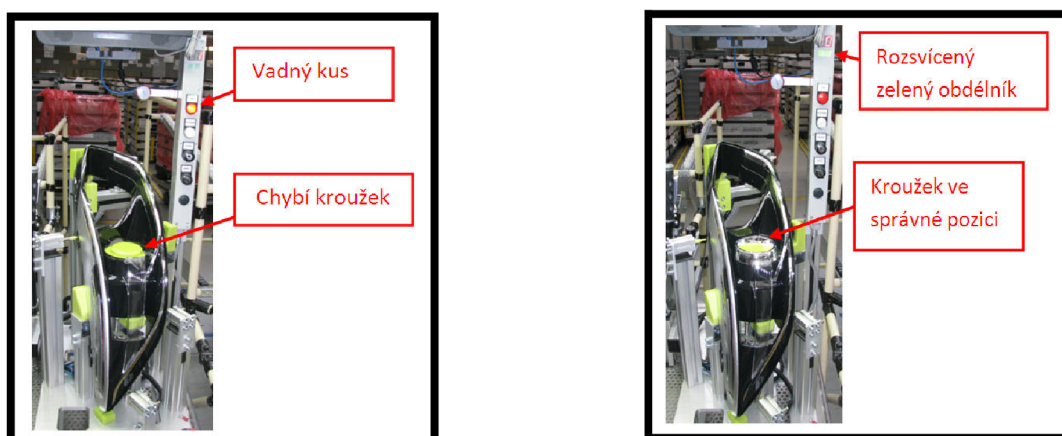 Vadný kus
Chybí kroužek
Rozsvícený
zelený obdélník
Kroužek ve
správné pozici